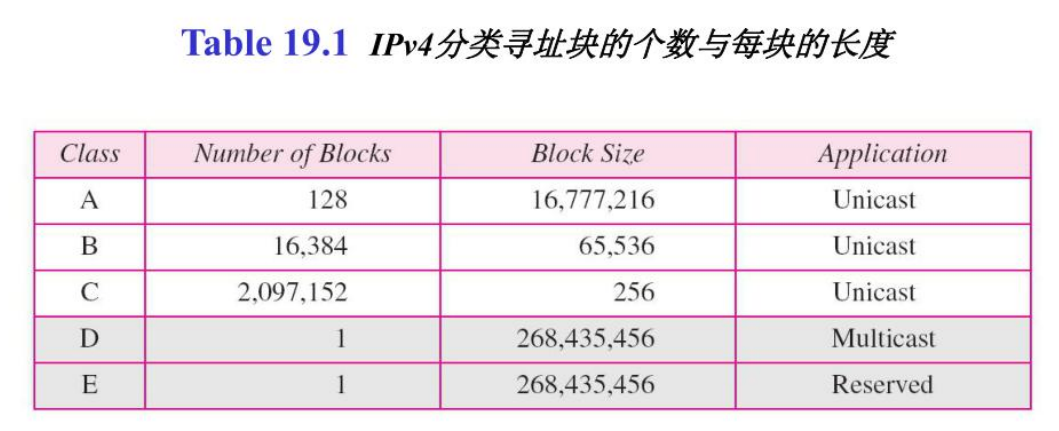 Table 19.1 IPv4分类寻址块的个数与每块的长度
Class Number of Blocks Block Size Application
A 128 16,777,216 Unicast
B 16,384 65,536 Unicast
C 2,097,152 256 Unicast
D 1 268,435,456 Multicast
E 1 268,435,456 Reserved